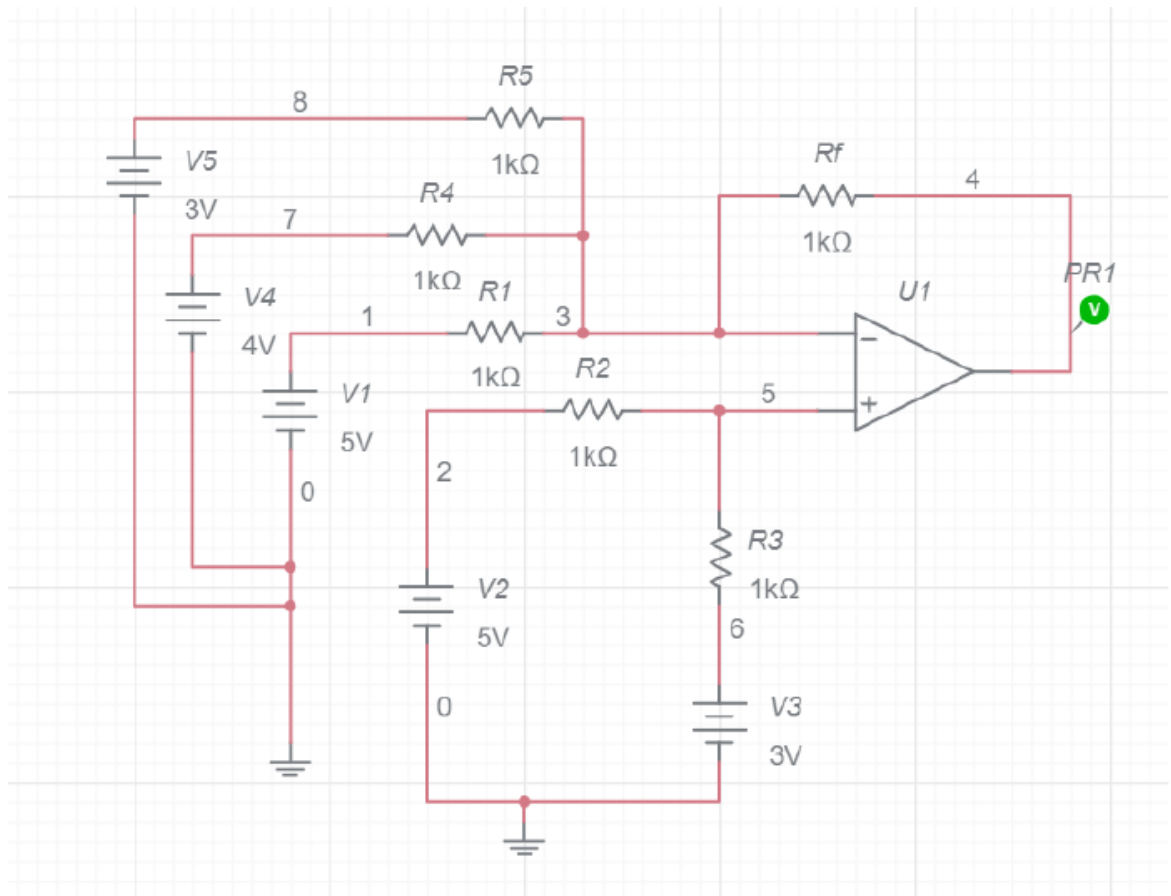 R5
8
V5
1kΩ
Rf
4
R4
3V
7
1kΩ
PR1
V
U1
1kΩ
R1
V4
1
3
4V
1kΩ
R2
V1
5
5V
1kΩ
2
0
R3
V2
1kΩ
6
5V
0
V3
3V
−
+